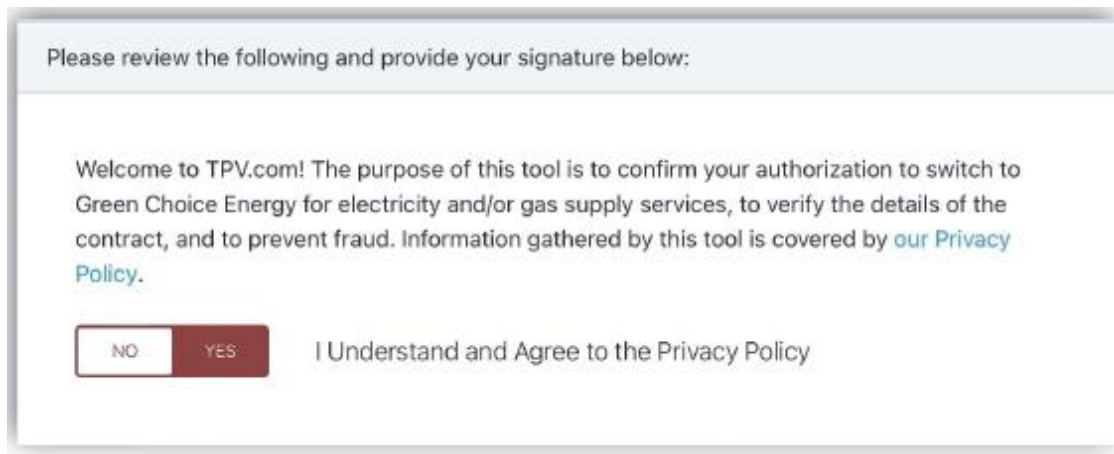 Please review the following and provide your signature below:
Welcome to TPV.com! The purpose of this tool is to confirm your authorization to switch to
Green Choice Energy for electricity and/or gas supply services, to verify the details of the
contract, and to prevent fraud. Information gathered by this tool is covered by our Privacy
Policy.
NO YES I Understand and Agree to the Privacy Policy